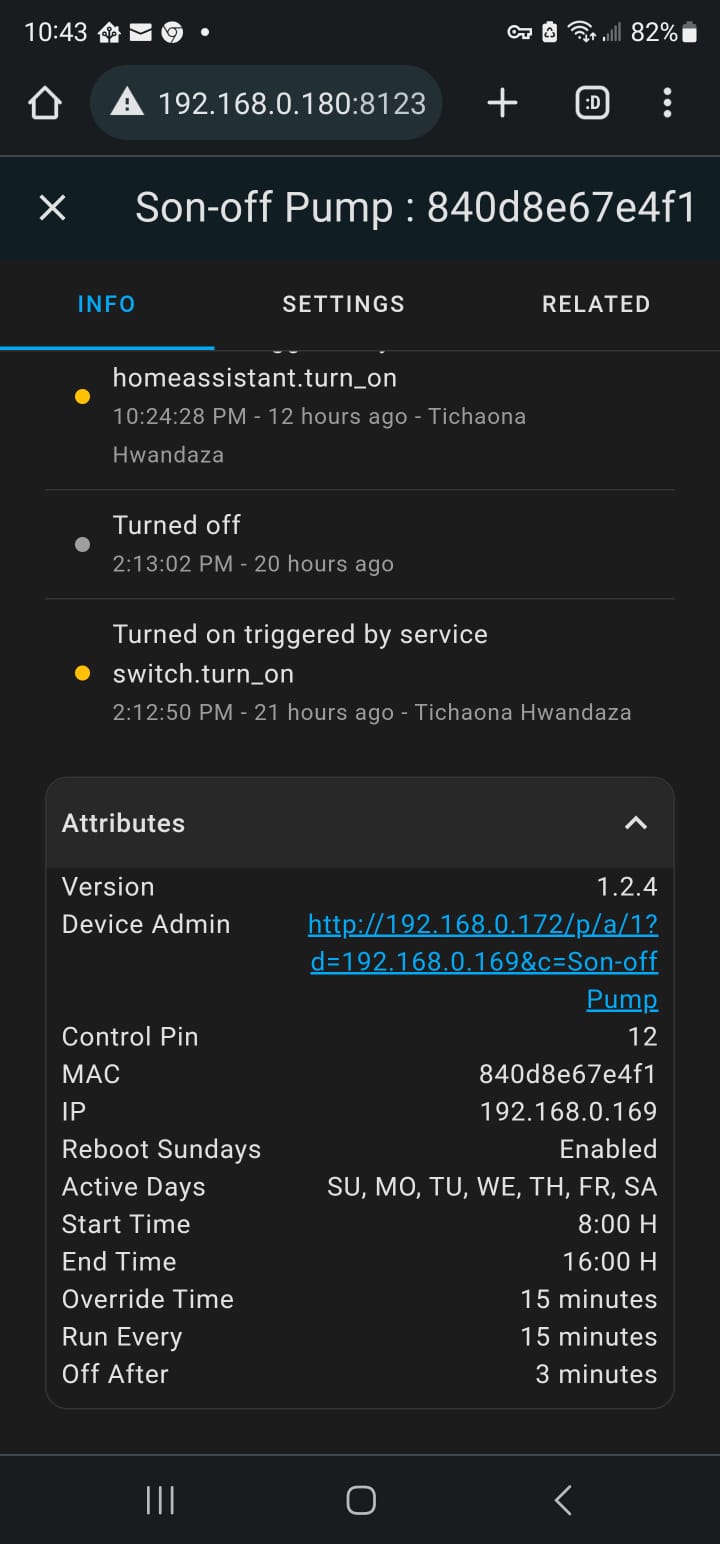 10:43
82%
192.168.0.180:8123
:D
Son-off Pump : 840d8e67e4f1
INFO
SETTINGS
RELATED
homeassistant.turn_on
10:24:28 PM - 12 hours ago - Tichaona
Hwandaza
Turned off
2:13:02 PM - 20 hours ago
Turned on triggered by service
switch.turn_on
2:12:50 PM - 21 hours ago - Tichaona Hwandaza
Attributes
Version 1.2.4
Device Admin http://192.168.0.172/p/a/1?
d=192.168.0.169&c=Son-off
Pump
Control Pin 12
MAC 840d8e67e4f1
IP 192.168.0.169
Reboot Sundays Enabled
Active Days SU, MO, TU, WE, TH, FR, SA
Start Time 8:00 H
End Time 16:00 H
Override Time 15 minutes
Run Every 15 minutes
Off After 3 minutes